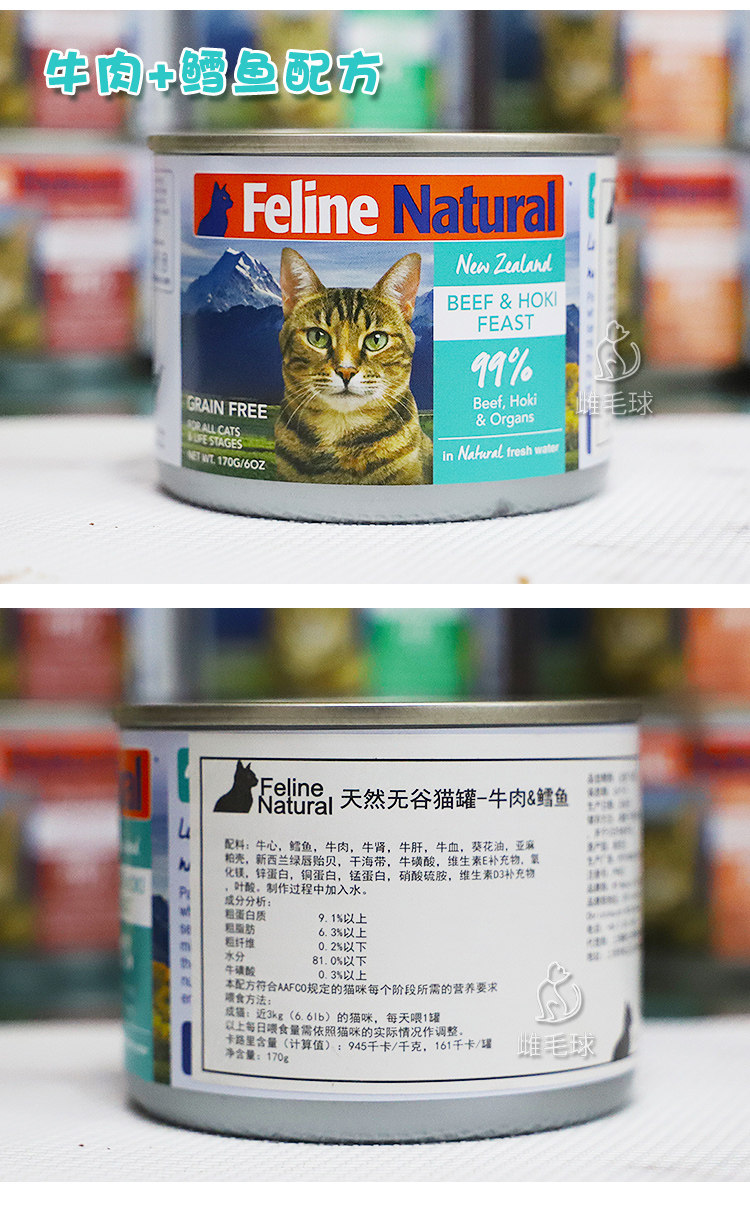 牛肉+鳕鱼配方
Feline Natural
New Zealand
BEEF & HOKI
FEAST
99%
Beef, Hoki
& Organs
in Natural fresh water
GRAIN FREE
FOR ALL CATS
& LIFE STAGES
NET WT. 170G/6OZ
雌毛球
Feline
Natural
天然无谷猫罐-牛肉&鳕鱼
配料：牛心，鳕鱼，牛肉，牛肾，牛肝，牛血，葵花油，亚麻
粕壳，新西兰绿唇贻贝，干海带，牛磺酸，维生素E补充物，氧
化镁，锌蛋白，铜蛋白，锰蛋白，硝酸硫胺，维生素D3补充物
，叶酸。制作过程中加入水。
成分分析：
粗蛋白质 9.1%以上
粗脂肪 6.3%以上
粗纤维 0.2%以下
水分 81.0%以下
牛磺酸 0.3%以上
本配方符合AAFCO规定的猫咪每个阶段所需的营养要求
喂食方法：
成猫：近3kg（6.6lb）的猫咪，每天喂1罐
以上每日喂食量需依照猫咪的实际情况作调整。
卡路里含量（计算值）：945千卡/千克，161千卡/罐
净含量：170g
雌毛球